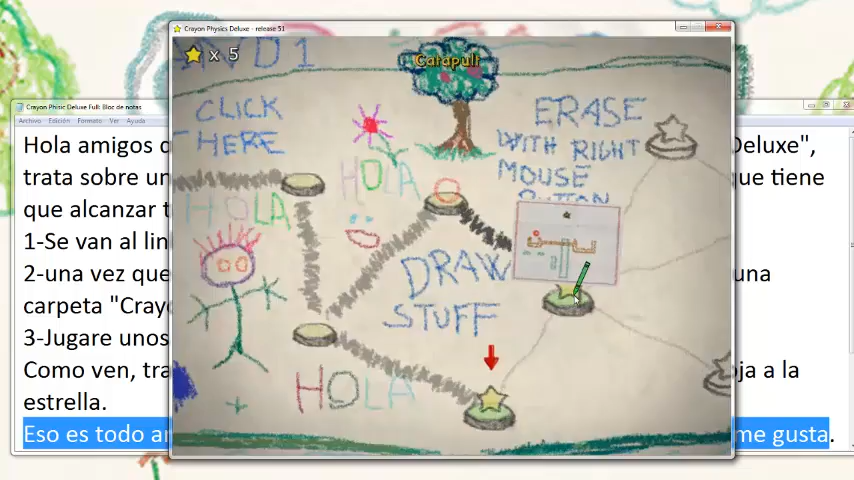 Crayon Physics Deluxe - release 51
x 5
Catapult
CLICK
HERE
ERASE
WITH RIGHT
MOUSE
HOLA
HOLA
DRAW
STUFF
HOLA
Crayon Phisic Deluxe Full: Bloc de notas
Archivo Edición Formato Ver Ayuda
Hola amigos Deluxe",
trata sobre un que tiene
que alcanzar
1-Se van al lin
2-una vez que una
carpeta "Crayo
3-Jugare unos
Como ven, tra oja a la
estrella.
Eso es todo a me gusta.